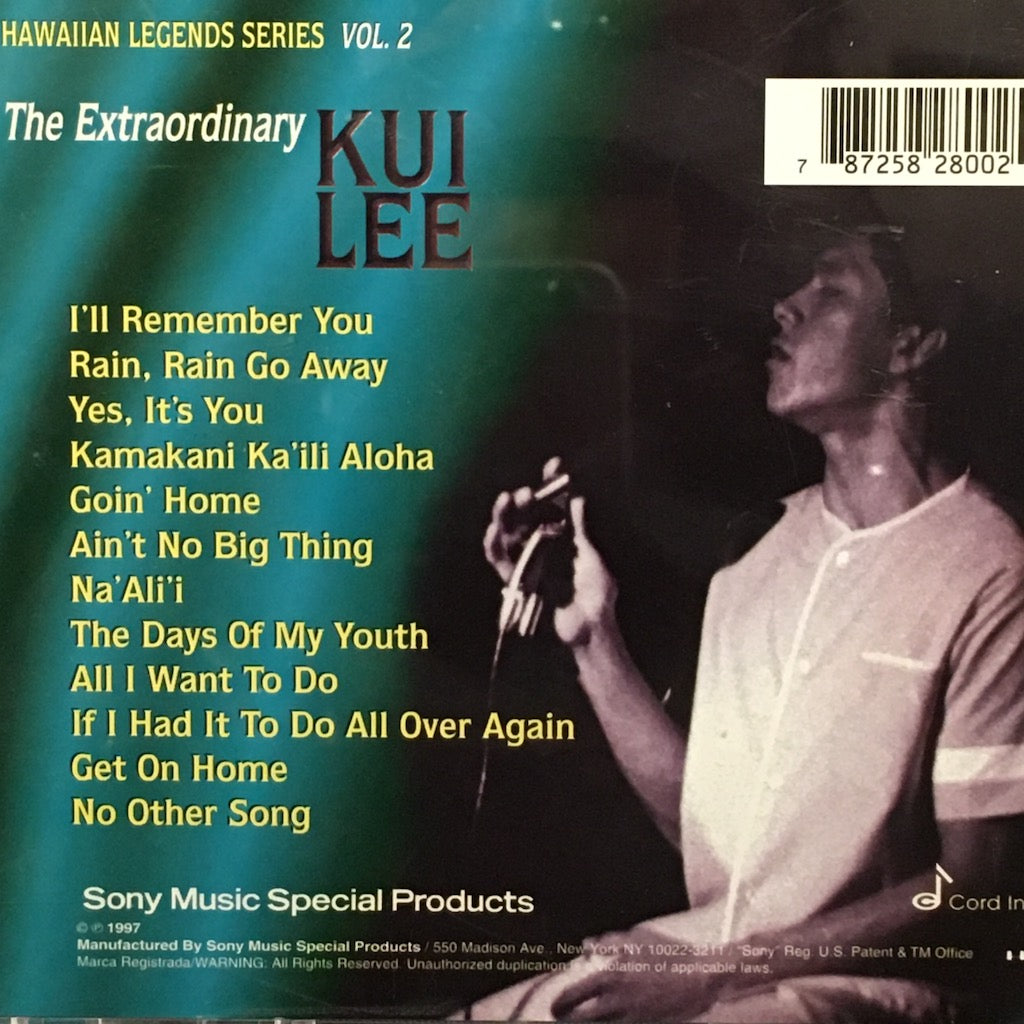 HAWAIIAN LEGENDS SERIES VOL. 2
The Extraordinary KUI LEE
7 87258 28002
I'll Remember You
Rain, Rain Go Away
Yes, It's You
Kamakani Ka'ili Aloha
Goin' Home
Ain't No Big Thing
Na'Ali'i
The Days Of My Youth
All I Want To Do
If I Had It To Do All Over Again
Get On Home
No Other Song
Sony Music Special Products
Cord In
© ℗ 1997
Manufactured By Sony Music Special Products / 550 Madison Ave., New York NY 10022-3211 / "Sony" Reg. U.S. Patent & TM Office
Marca Registrada/WARNING: All Rights Reserved. Unauthorized duplication is a violation of applicable laws.